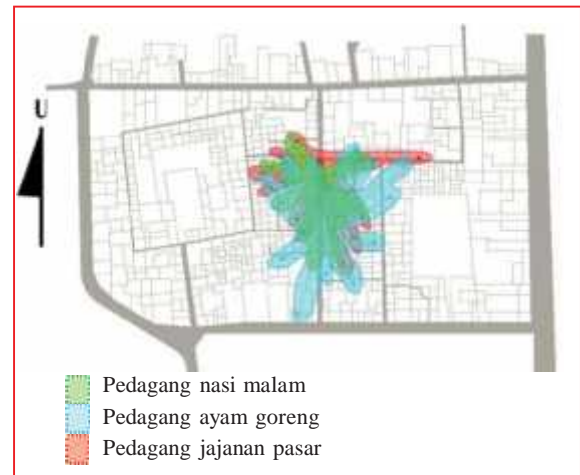 U
Pedagang nasi malam
Pedagang ayam goreng
Pedagang jajanan pasar